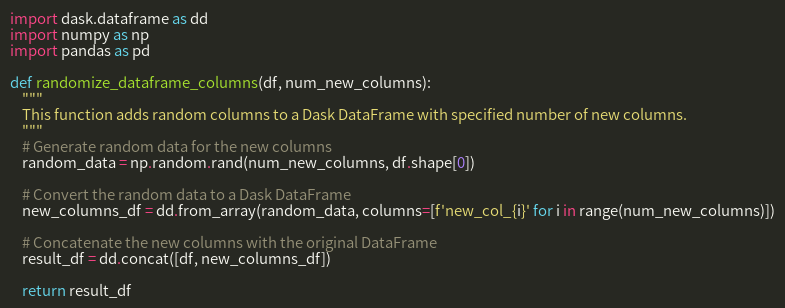 import dask.dataframe as dd
import numpy as np
import pandas as pd
def randomize_dataframe_columns(df, num_new_columns):
"""
This function adds random columns to a Dask DataFrame with specified number of new columns.
"""
# Generate random data for the new columns
random_data = np.random.rand(num_new_columns, df.shape[0])
# Convert the random data to a Dask DataFrame
new_columns_df = dd.from_array(random_data, columns=[f'new_col_{i}' for i in range(num_new_columns)])
# Concatenate the new columns with the original DataFrame
result_df = dd.concat([df, new_columns_df])
return result_df